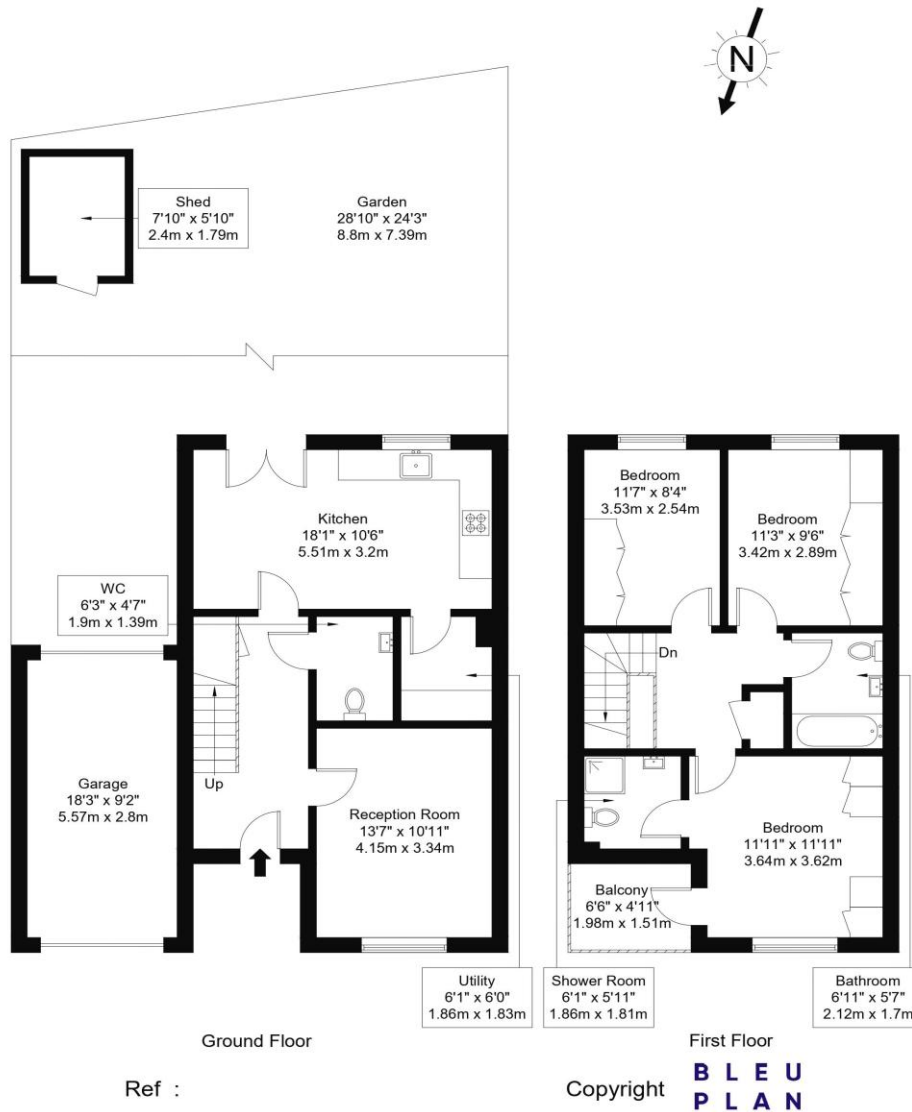 N
Shed
7'10" x 5'10"
2.4m x 1.79m
Garden
28'10" x 24'3"
8.8m x 7.39m
Kitchen
18'1" x 10'6"
5.51m x 3.2m
WC
6'3" x 4'7"
1.9m x 1.39m
Up
Garage
18'3" x 9'2"
5.57m x 2.8m
Reception Room
13'7" x 10'11"
4.15m x 3.34m
Utility
6'1" x 6'0"
1.86m x 1.83m
Ground Floor
Bedroom
11'7" x 8'4"
3.53m x 2.54m
Bedroom
11'3" x 9'6"
3.42m x 2.89m
Dn
Bedroom
11'11" x 11'11"
3.64m x 3.62m
Balcony
6'6" x 4'11"
1.98m x 1.51m
Shower Room
6'1" x 5'11"
1.86m x 1.81m
Bathroom
6'11" x 5'7"
2.12m x 1.7m
First Floor
Ref :
Copyright
BLEU
PLAN